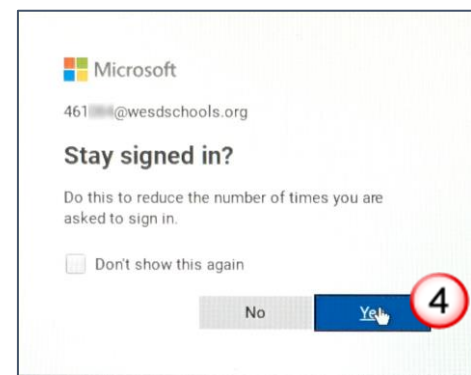 Microsoft
461 @wesdschools.org
Stay signed in?
Do this to reduce the number of times you are
asked to sign in.
Don't show this again
No
Yes
4